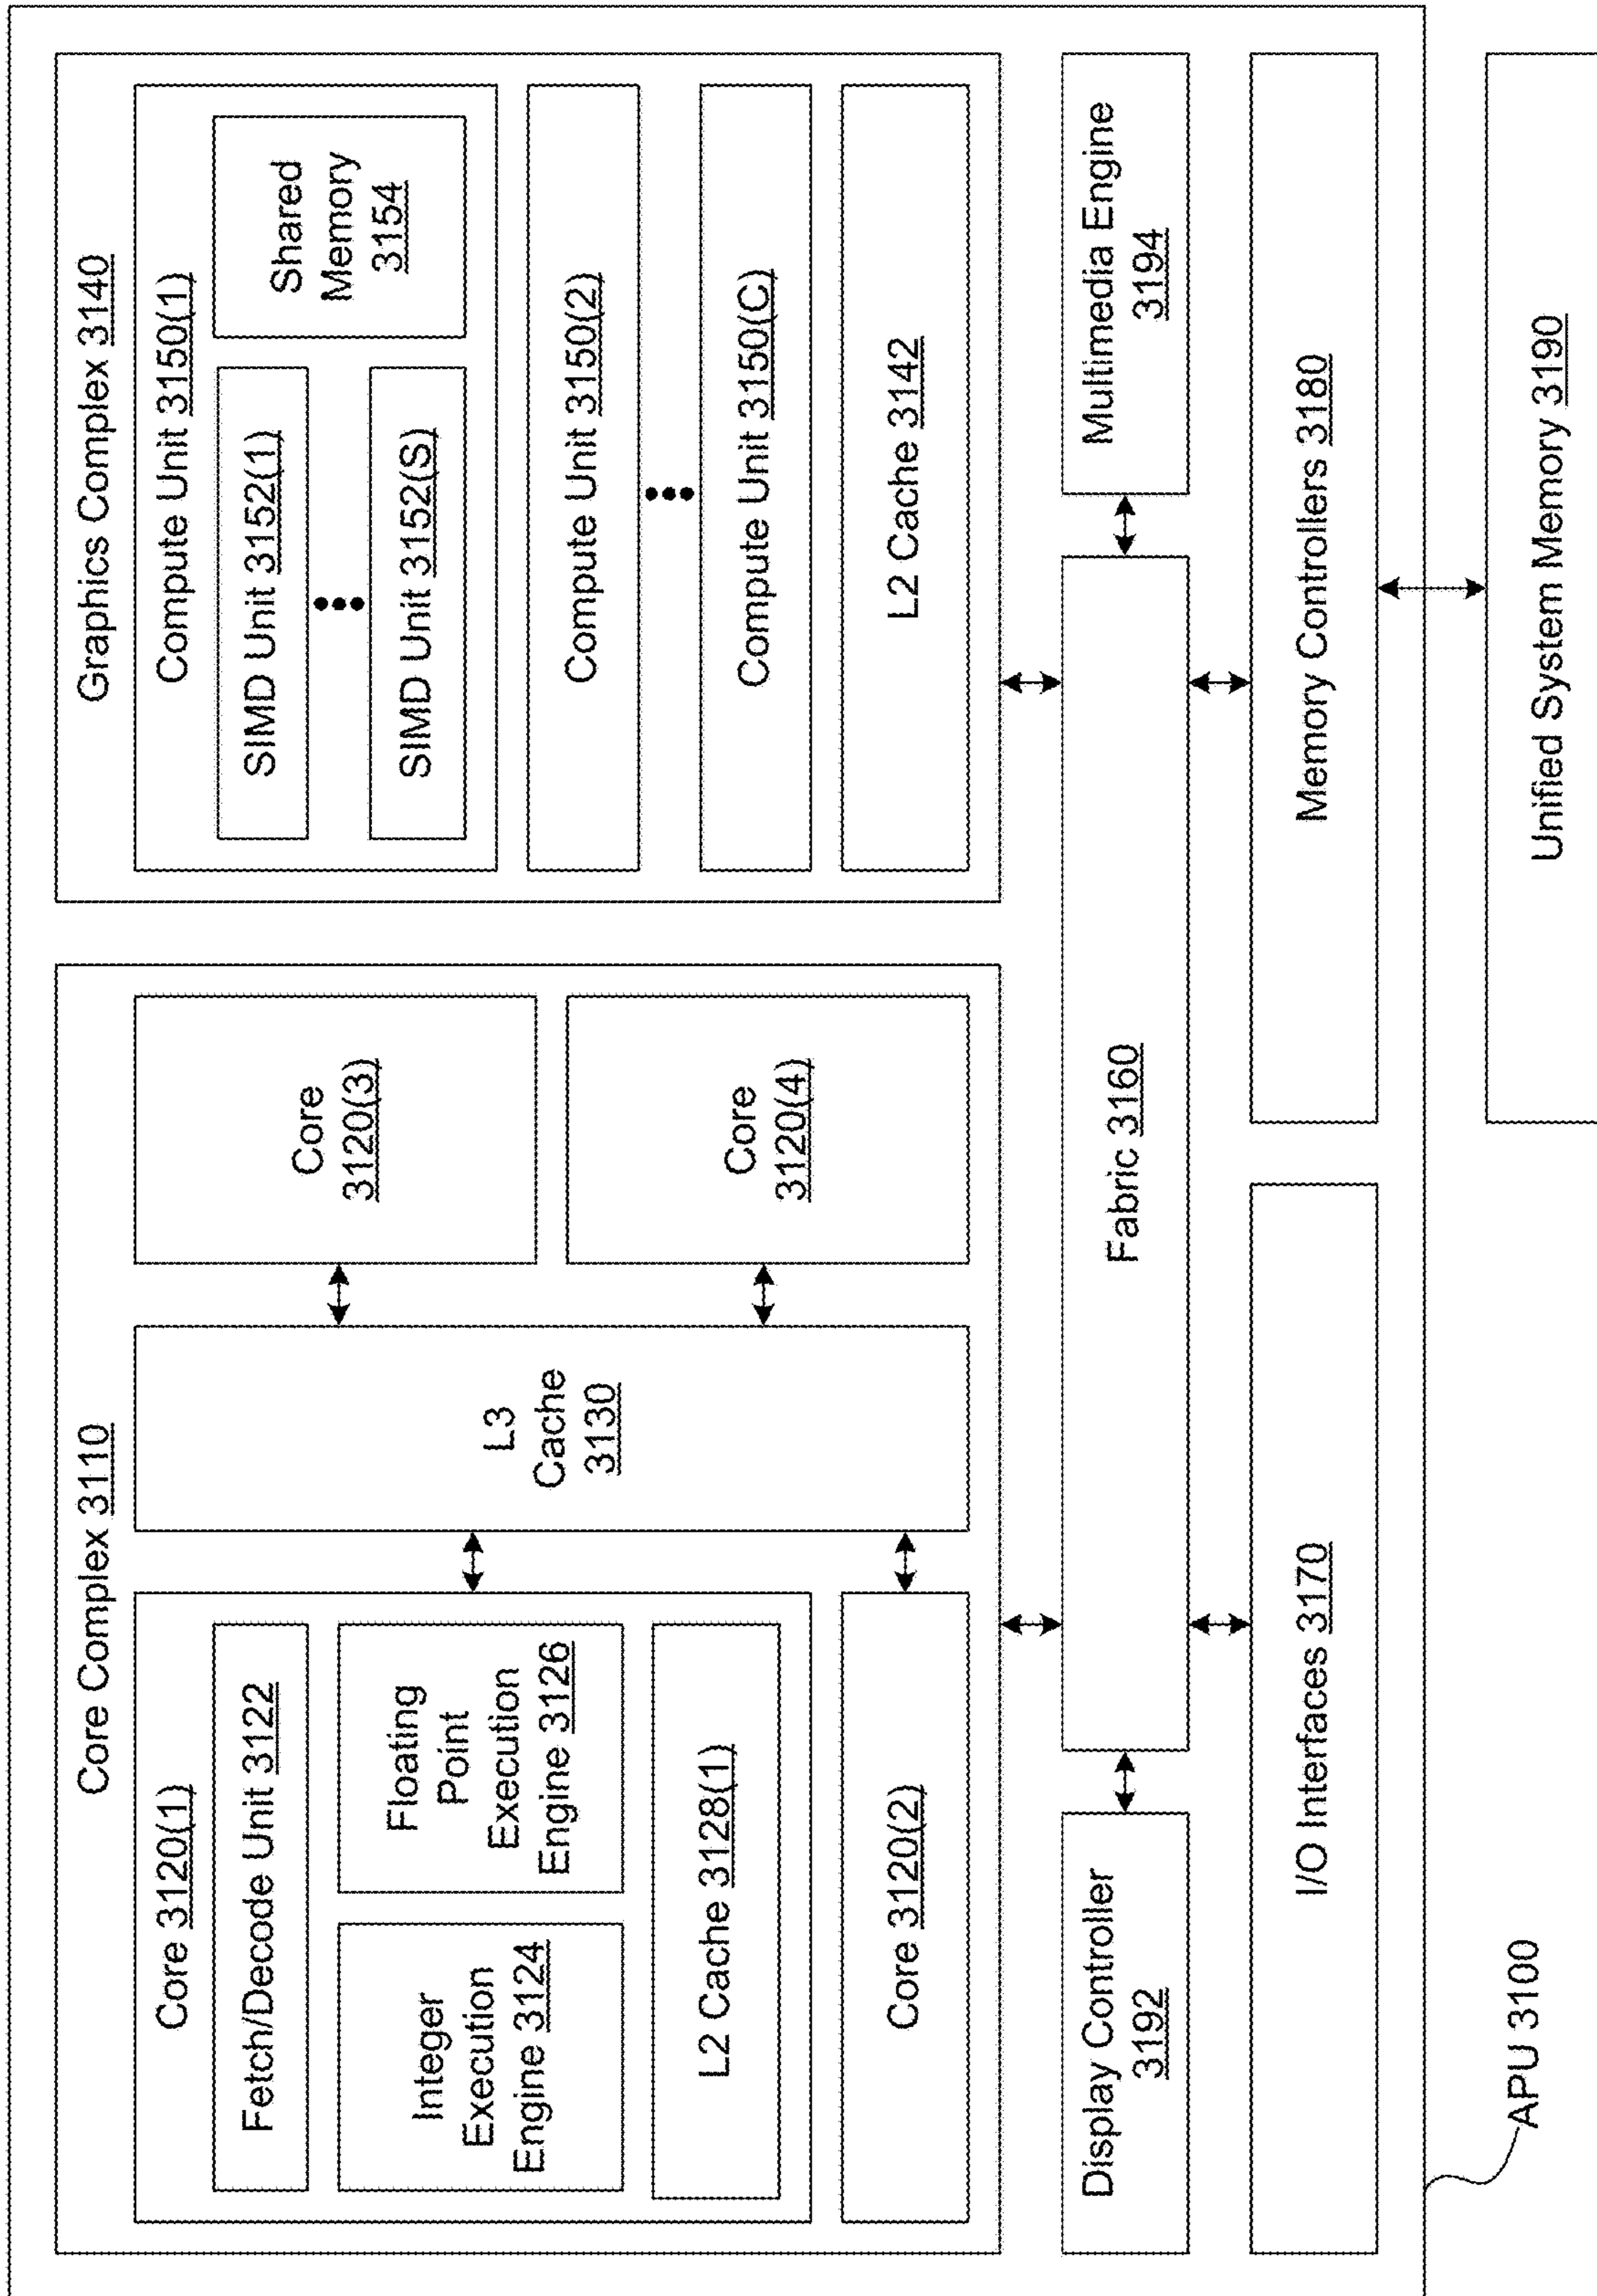 Core Complex 3110
Core 3120(1)
Fetch/Decode Unit 3122
Integer
Execution
Engine 3124
Floating
Point
Execution
Engine 3126
L2 Cache 3128(1)
Core 3120(2)
L3
Cache
3130
Core
3120(3)
Core
3120(4)
Graphics Complex 3140
Compute Unit 3150(1)
SIMD Unit 3152(1)
SIMD Unit 3152(S)
Shared
Memory
3154
Compute Unit 3150(2)
Compute Unit 3150(C)
L2 Cache 3142
Display Controller
3192
Fabric 3160
Multimedia Engine
3194
I/O Interfaces 3170
Memory Controllers 3180
APU 3100
Unified System Memory 3190